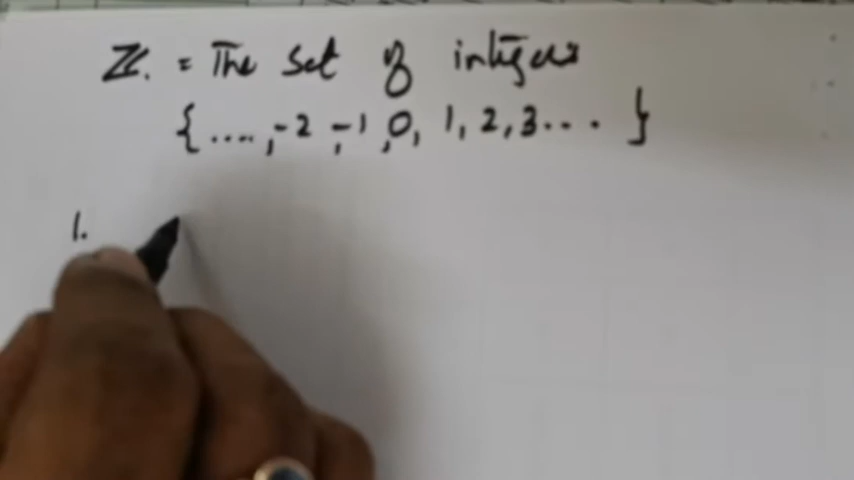 ℤ. = The set of integers
{...., -2, -1, 0, 1, 2, 3... }
1.